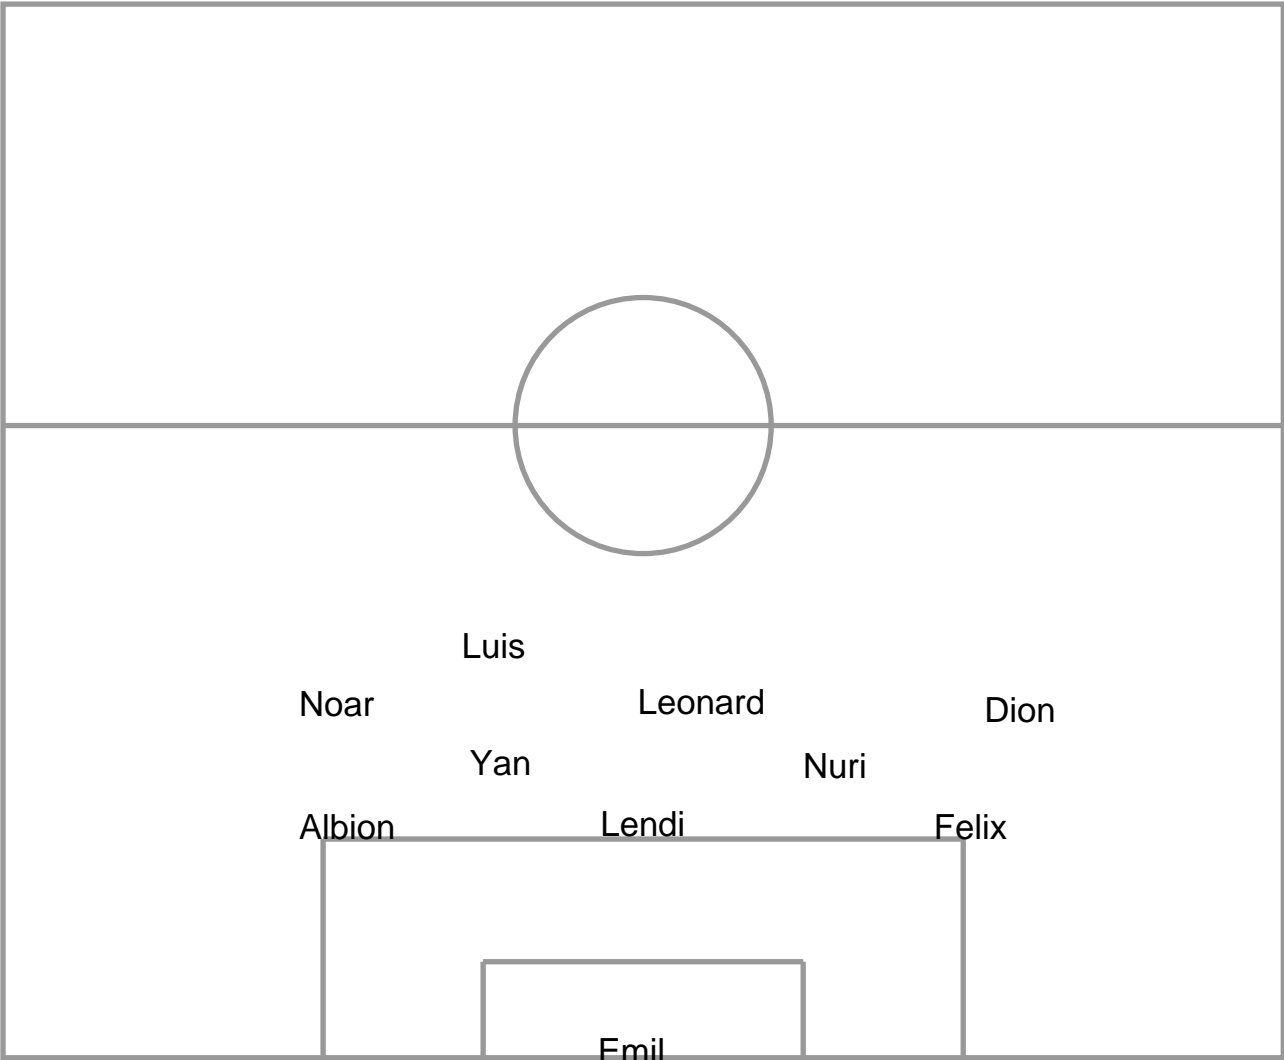 Luis
Noar Leonard Dion
Yan Nuri
Albion Lendi Felix
Emil